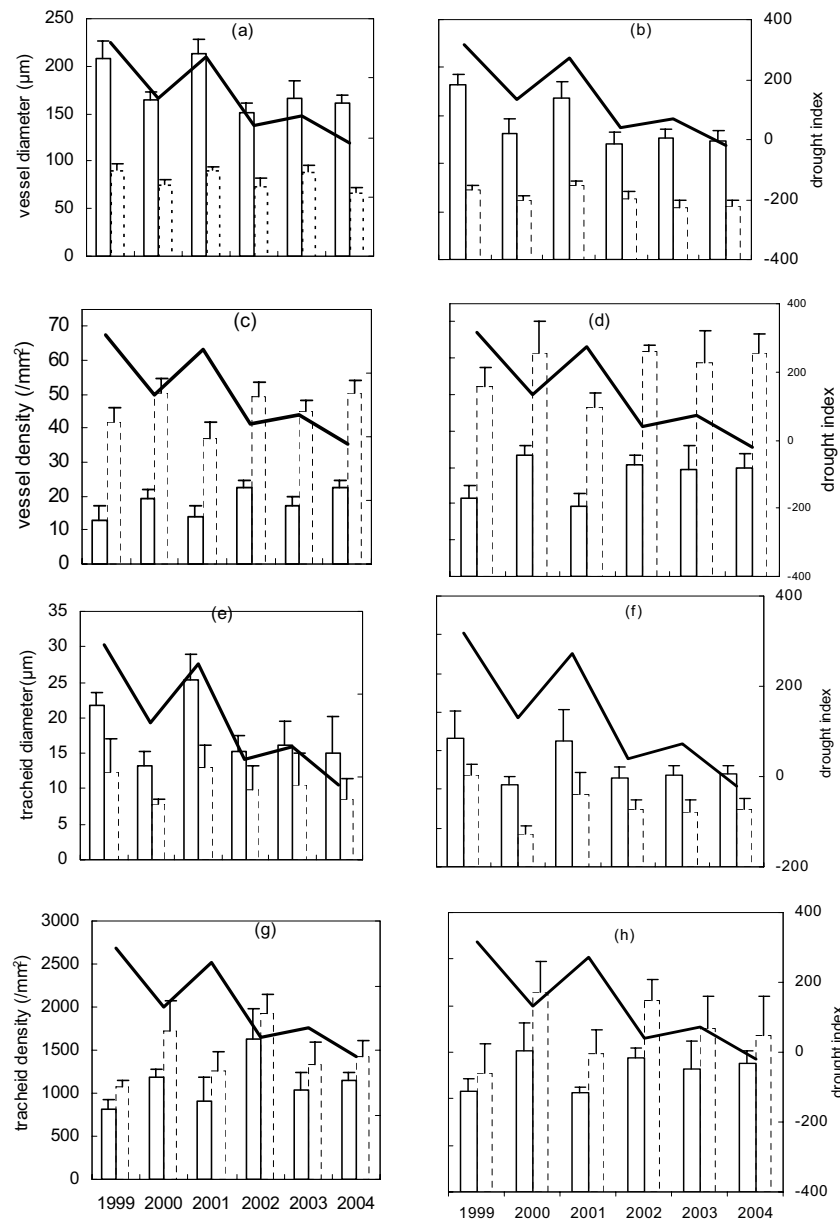 (a)
vessel diameter (µm)
250
200
150
100
50
0
(b)
400
200
0
-200
-400
drought index
(c)
vessel density (/mm²)
70
60
50
40
30
20
10
0
(d)
400
200
0
-200
-400
drought index
(e)
tracheid diameter (µm)
35
30
25
20
15
10
5
0
(f)
400
200
0
-200
drought index
(g)
tracheid density (/mm²)
3000
2500
2000
1500
1000
500
0
1999 2000 2001 2002 2003 2004
(h)
400
200
0
-200
-400
drought index
1999 2000 2001 2002 2003 2004